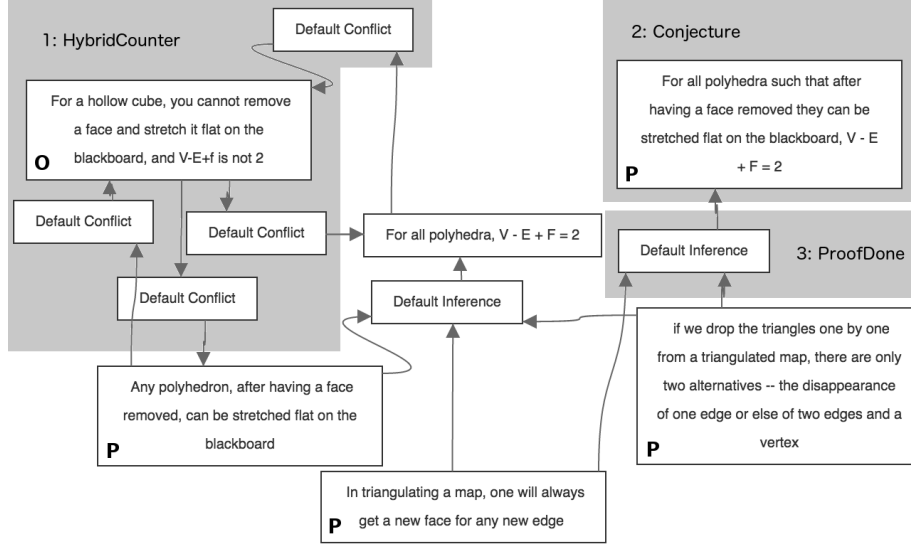 Default Conflict
1: HybridCounter
2: Conjecture
For a hollow cube, you cannot remove
a face and stretch it flat on the
blackboard, and V-E+f is not 2
O
For all polyhedra such that after
having a face removed they can be
stretched flat on the blackboard, V - E
+ F = 2
P
Default Conflict
Default Conflict
For all polyhedra, V - E + F = 2
Default Inference
3: ProofDone
Default Conflict
Default Inference
if we drop the triangles one by one
from a triangulated map, there are only
two alternatives -- the disappearance
of one edge or else of two edges and a
vertex
P
Any polyhedron, after having a face
removed, can be stretched flat on the
blackboard
P
In triangulating a map, one will always
get a new face for any new edge
P